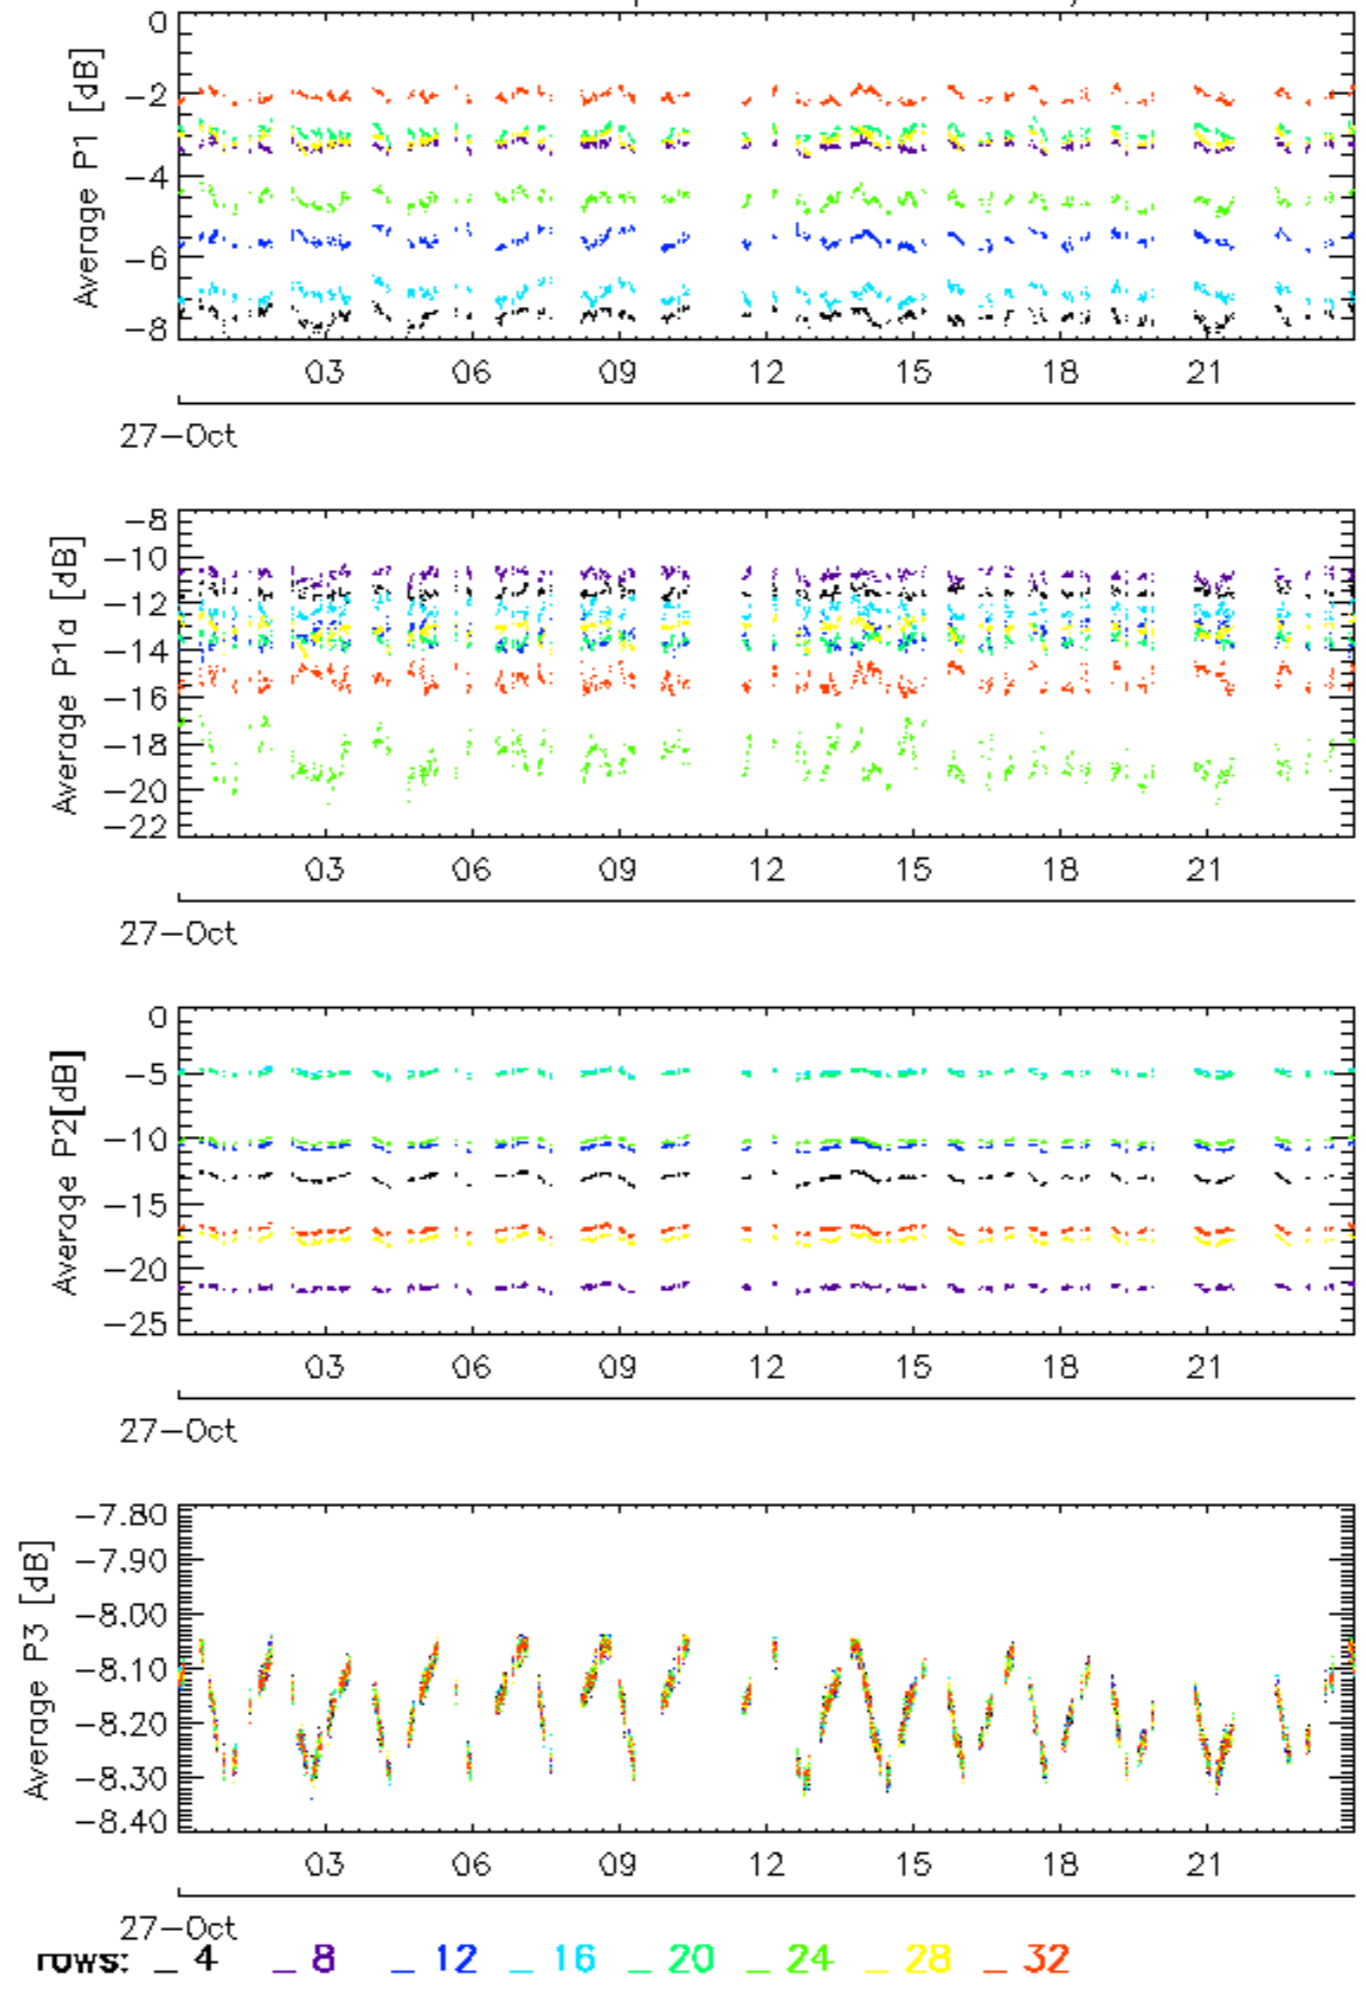 0
−2
−4
−6
−8
Average P1 [dB]
03 06 09 12 15 18 21
27−Oct
−8
−10
−12
−14
−16
−18
−20
−22
Average P1a [dB]
03 06 09 12 15 18 21
27−Oct
0
−5
−10
−15
−20
−25
Average P2[dB]
03 06 09 12 15 18 21
27−Oct
−7.80
−7.90
−8.00
−8.10
−8.20
−8.30
−8.40
Average P3 [dB]
03 06 09 12 15 18 21
27−Oct
rows: _ 4 _ 8 _ 12 _ 16 _ 20 _ 24 _ 28 _ 32